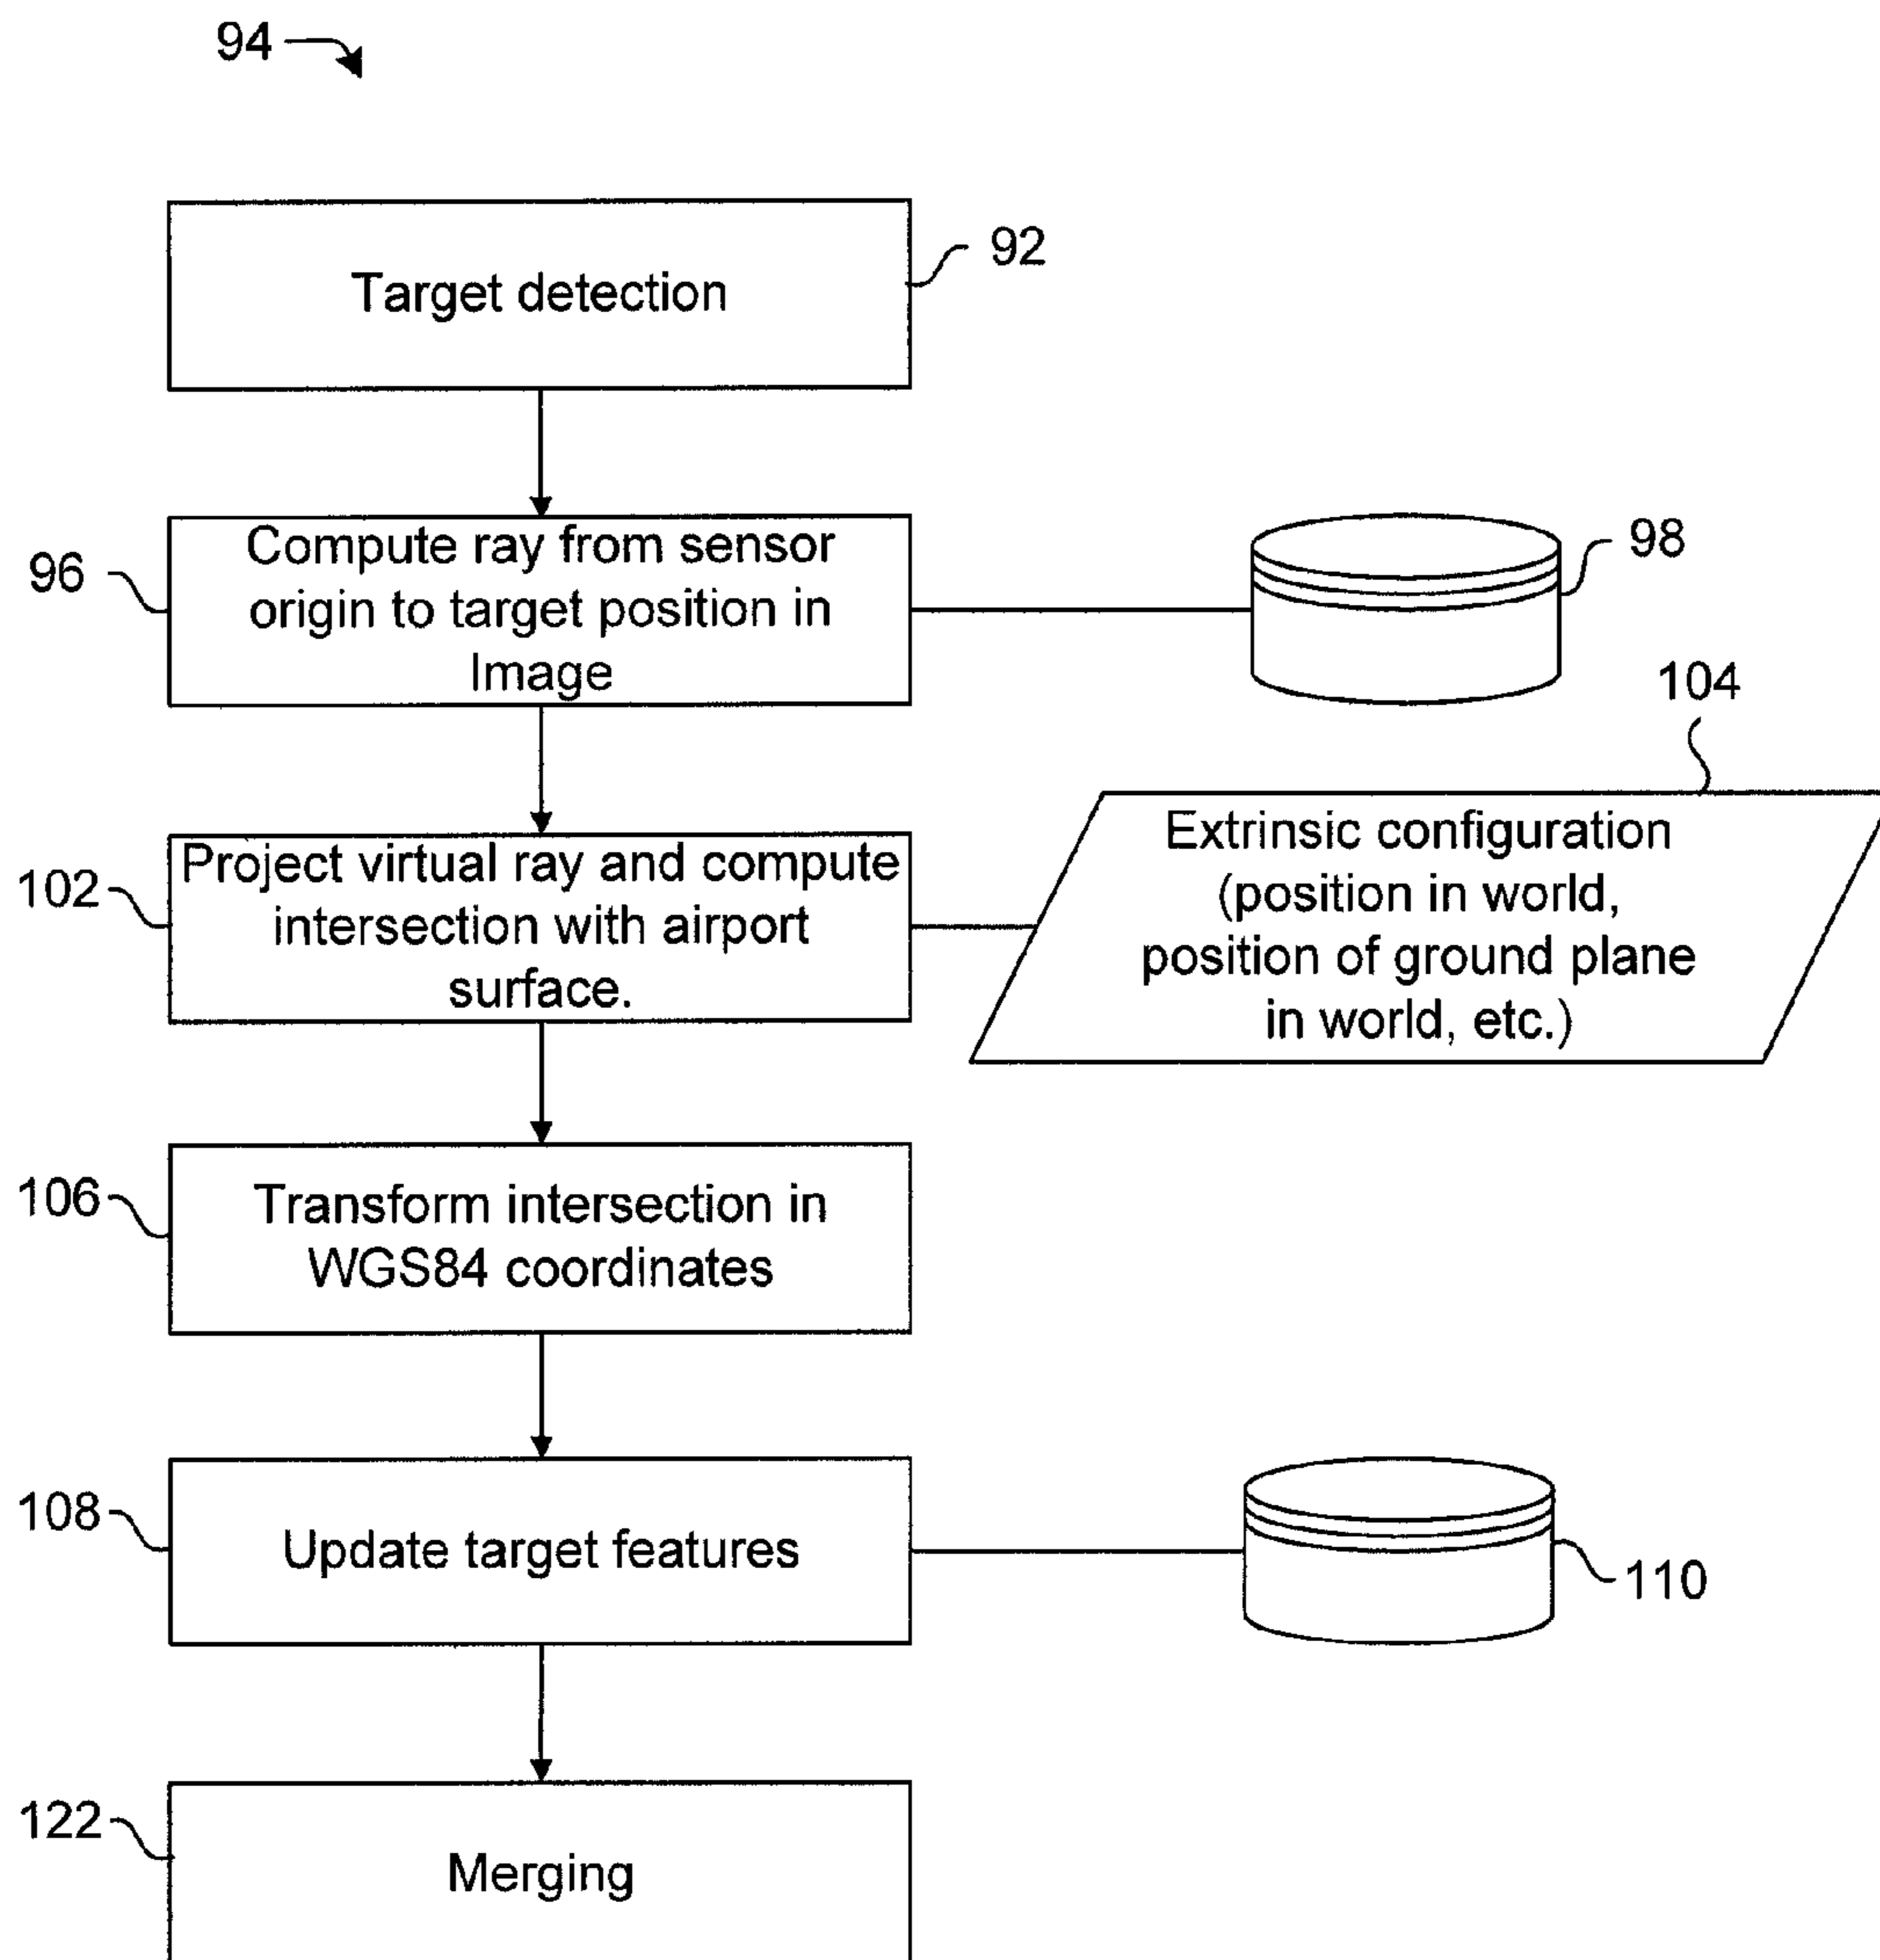 94
Target detection
92
Compute ray from sensor
origin to target position in
Image
96
98
104
Project virtual ray and compute
intersection with airport
surface.
102
Extrinsic configuration
(position in world,
position of ground plane
in world, etc.)
106
Transform intersection in
WGS84 coordinates
108
Update target features
110
122
Merging